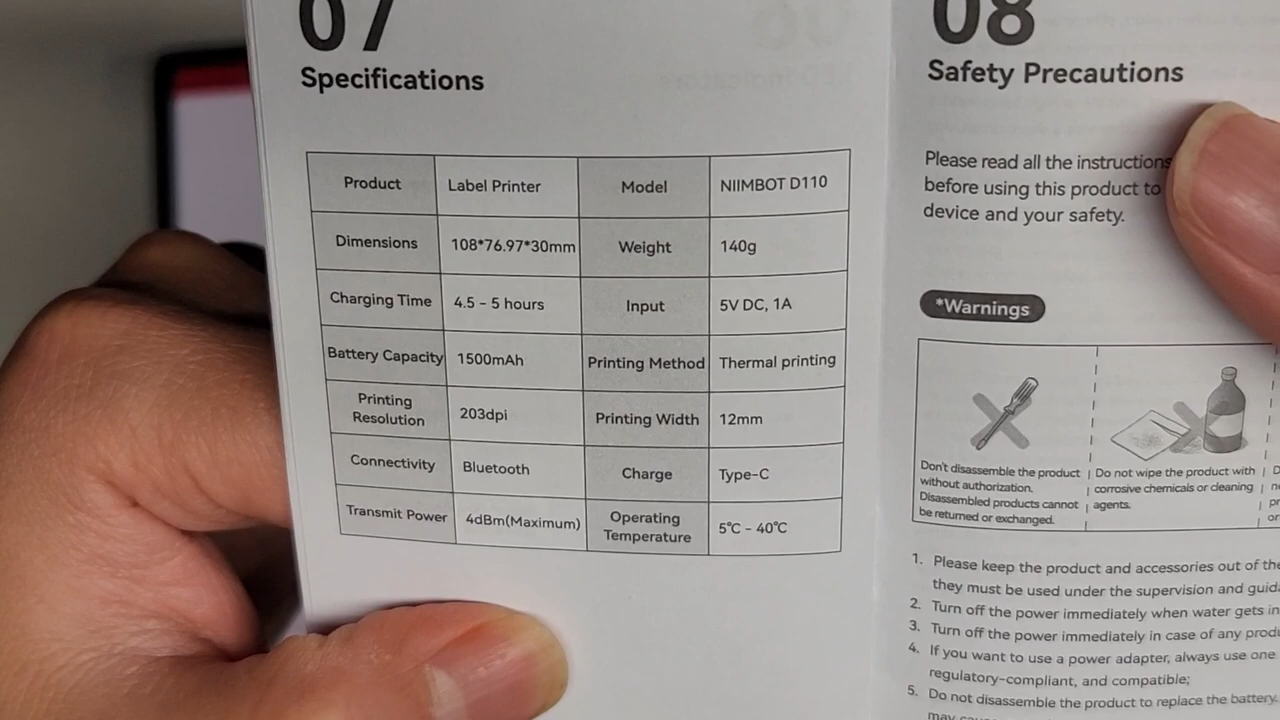 07
Specifications
Product Label Printer Model NIIMBOT D110
Dimensions 108*76.97*30mm Weight 140g
Charging Time 4.5 - 5 hours Input 5V DC, 1A
Battery Capacity 1500mAh Printing Method Thermal printing
Printing
Resolution 203dpi Printing Width 12mm
Connectivity Bluetooth Charge Type-C
Transmit Power 4dBm(Maximum) Operating
Temperature 5℃ - 40℃
08
Safety Precautions
Please read all the instructions
before using this product to
device and your safety.
*Warnings
Don't disassemble the product
without authorization.
Disassembled products cannot
be returned or exchanged.
Do not wipe the product with
corrosive chemicals or cleaning
agents.
1. Please keep the product and accessories out of the
they must be used under the supervision and
2. Turn off the power immediately when water gets in
3. Turn off the power immediately in case of any
4. If you want to use a power adapter, always use one
regulatory-compliant, and compatible;
5. Do not disassemble the product to replace the battery.
may